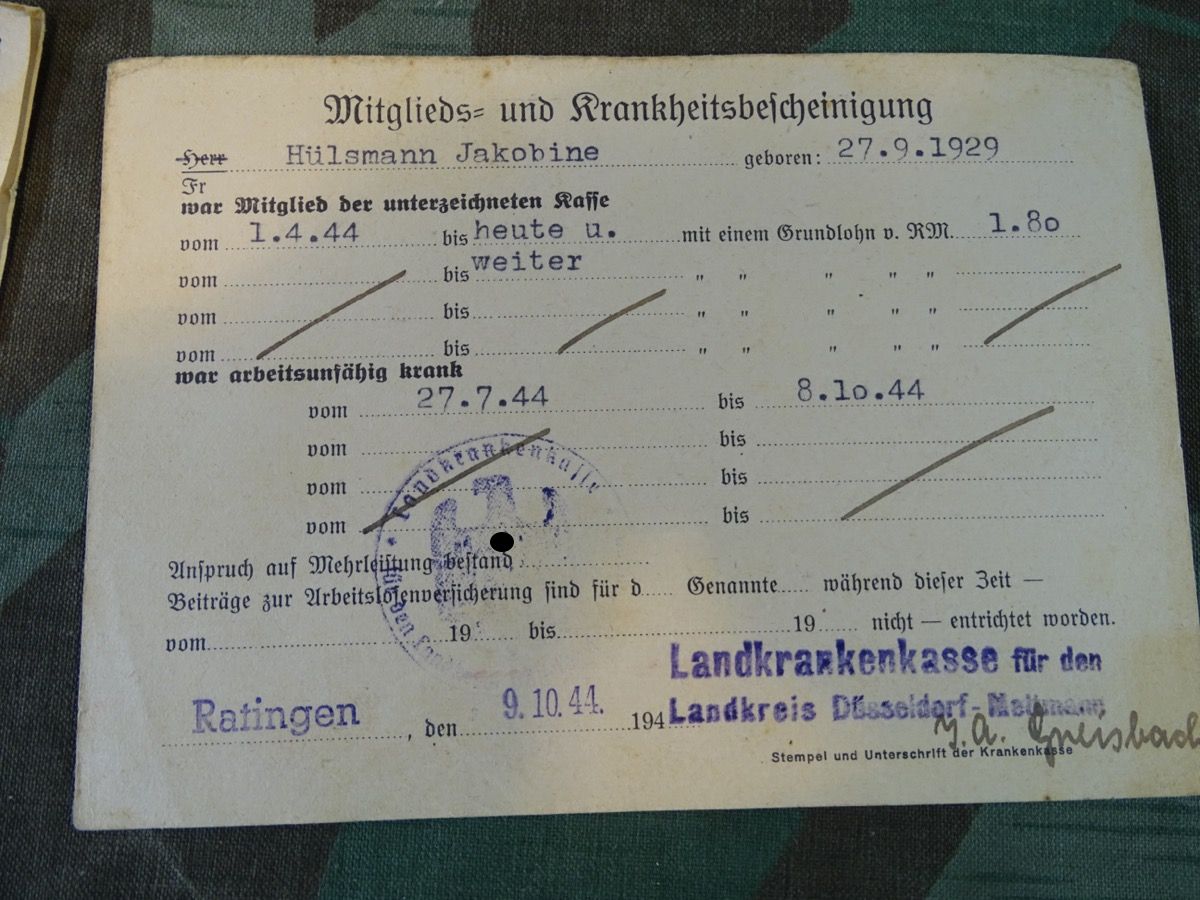 Mitglieds= und Krankheitsbescheinigung
Herr Hülsmann Jakobine geboren: 27.9.1929
Fr
war Mitglied der unterzeichneten Kasse
vom 1.4.44 bis heute u. mit einem Grundlohn v. RM. 1.80
vom bis weiter " " " " "
vom bis " " " " "
vom bis " " " " "
war arbeitsunfähig krank
vom 27.7.44 bis 8.10.44
vom bis
vom bis
vom bis
Landkrankenkasse
Anspruch auf Mehrleistung bestand
Beiträge zur Arbeitslosenversicherung sind für d Genannte während dieser Zeit —
vom 19 bis 19 nicht — entrichtet worden.
Landkrankenkasse für den
Landkreis Düsseldorf-Mettmann
Ratingen, den 9.10.44. 194
J.A. Greisbach
Stempel und Unterschrift der Krankenkasse